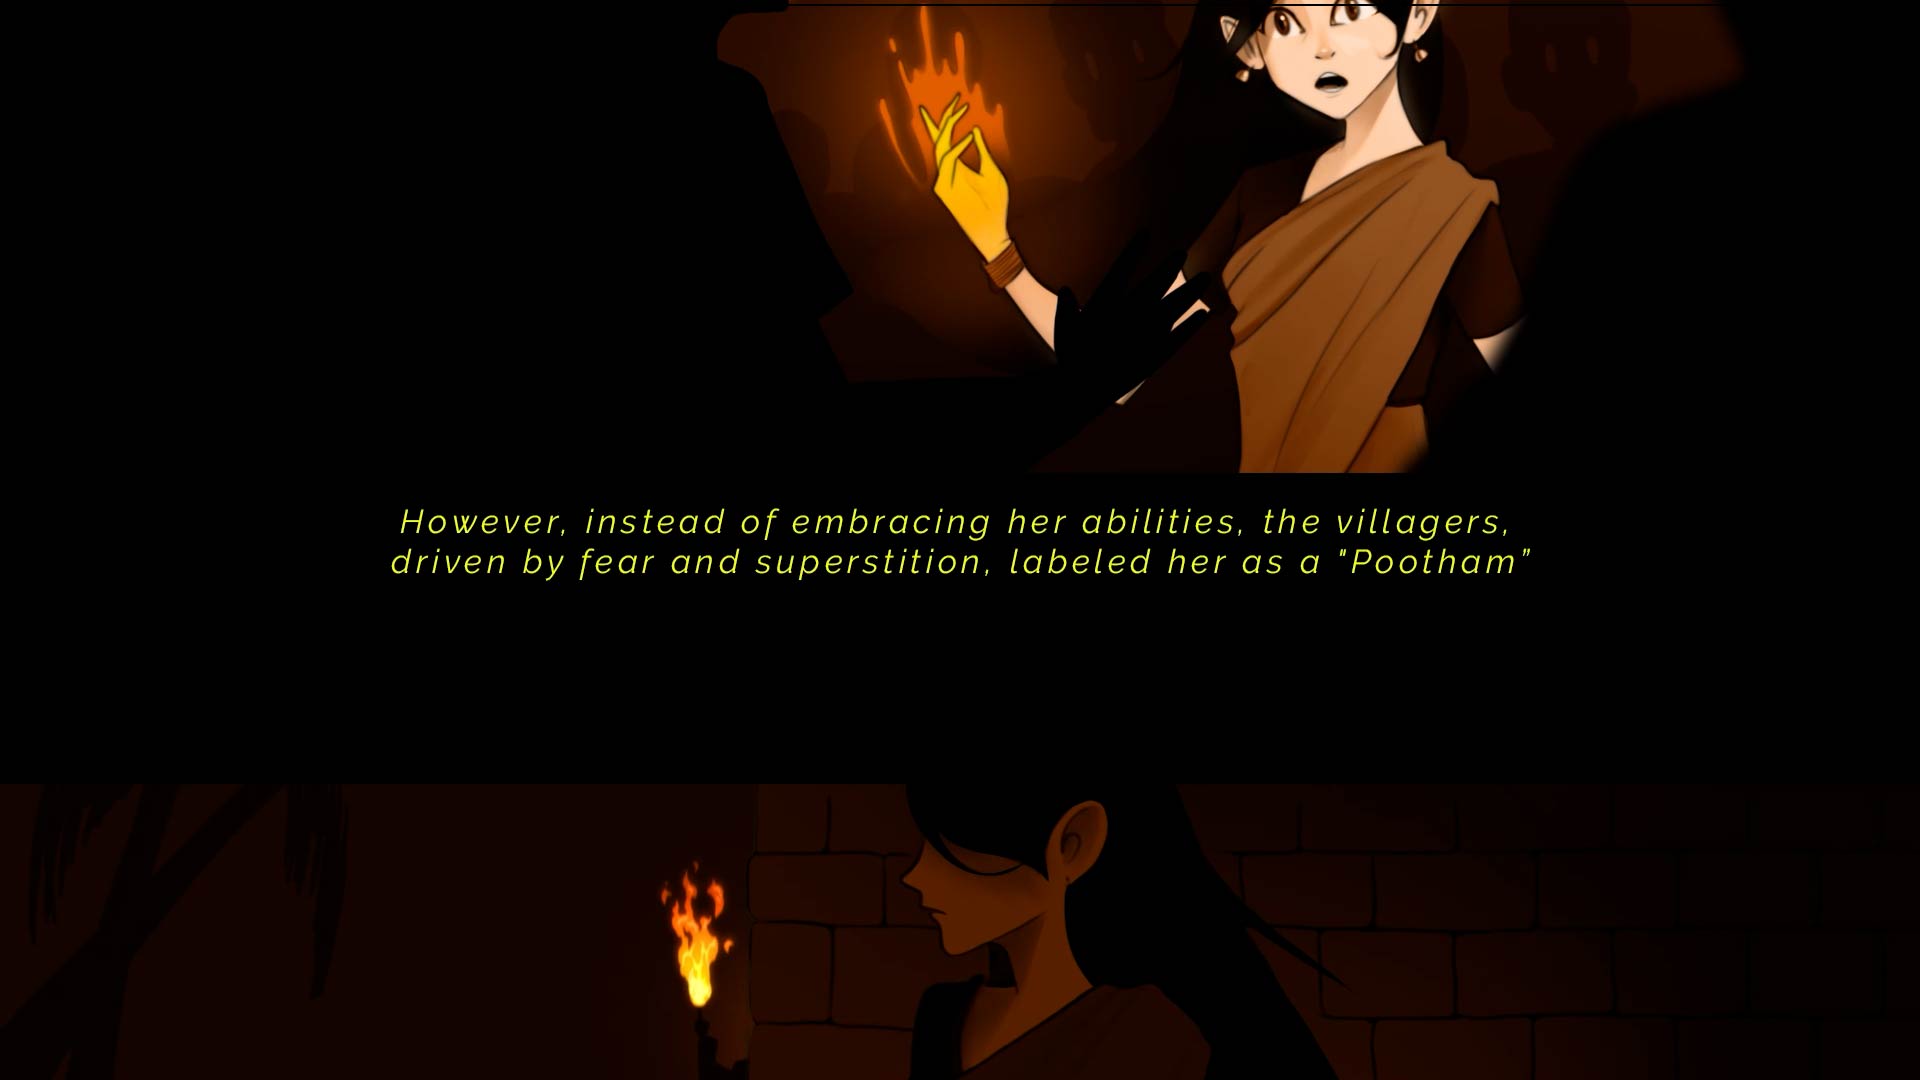 However, instead of embracing her abilities, the villagers,
driven by fear and superstition, labeled her as a "Pootham”